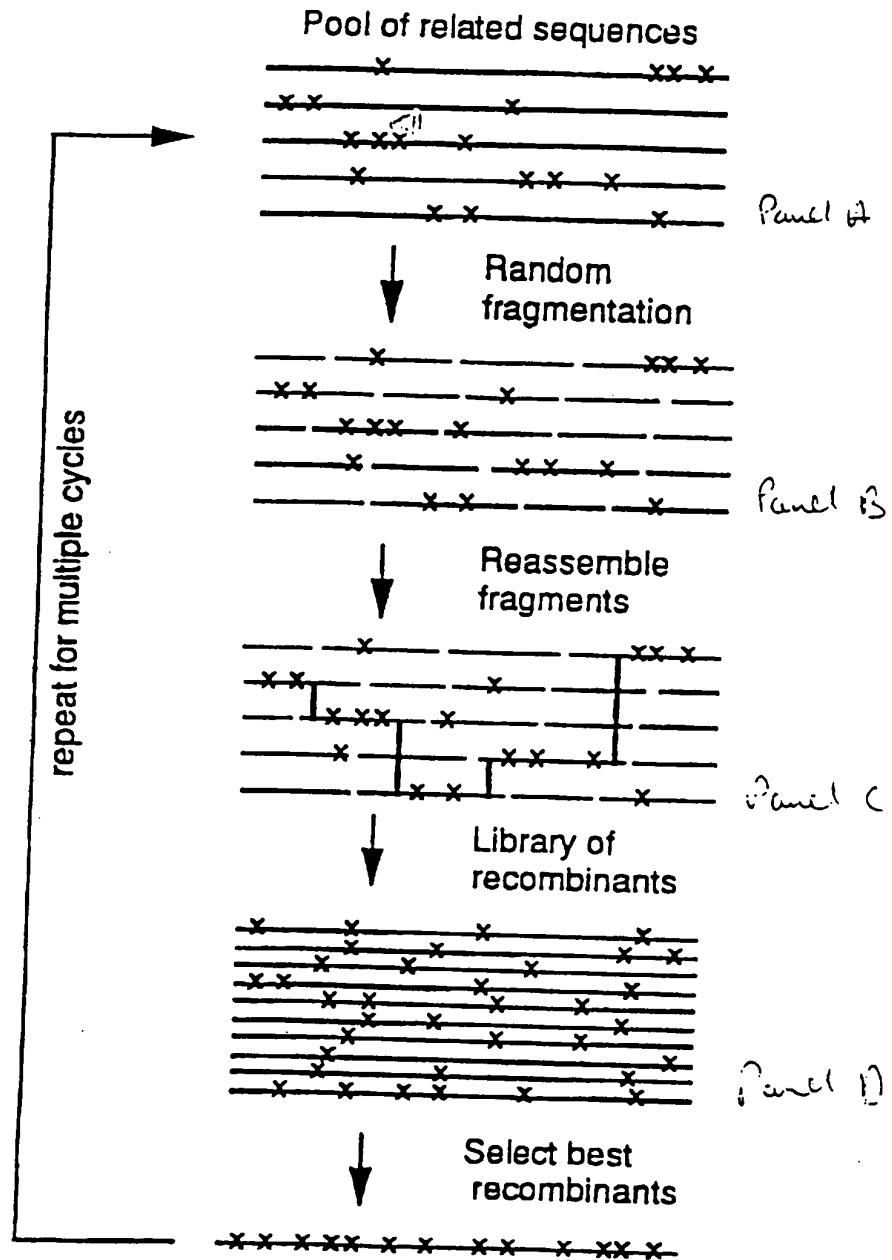 Pool of related sequences
Panel A
Random
fragmentation
Panel B
Reassemble
fragments
Panel C
Library of
recombinants
Panel D
Select best
recombinants
repeat for multiple cycles